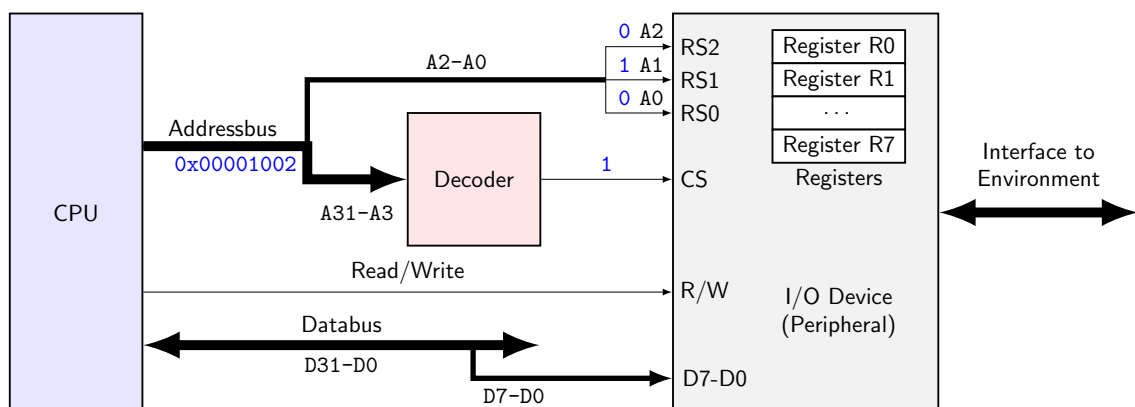 CPU
Addressbus
0x00001002
A2-A0
A31-A3
Decoder
1
0 A2
1 A1
0 A0
RS2
RS1
RS0
CS
Register R0
Register R1
...
Register R7
Registers
Read/Write
R/W
I/O Device
(Peripheral)
Databus
D31-D0
D7-D0
D7-D0
Interface to
Environment